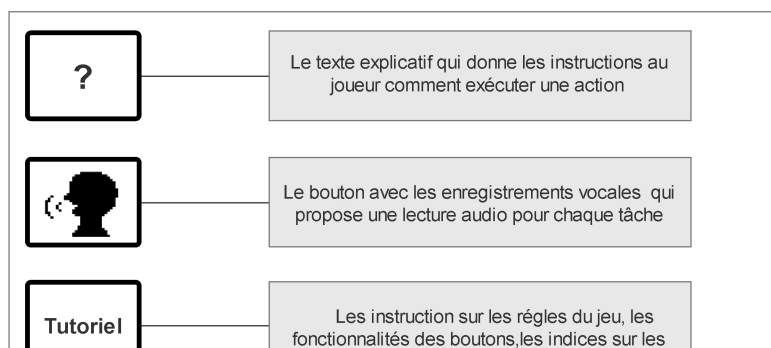 ?
Le texte explicatif qui donne les instructions au
joueur comment exécuter une action
Le bouton avec les enregistrements vocales qui
propose une lecture audio pour chaque tâche
Tutoriel
Les instruction sur les régles du jeu, les
fonctionnalités des boutons,les indices sur les